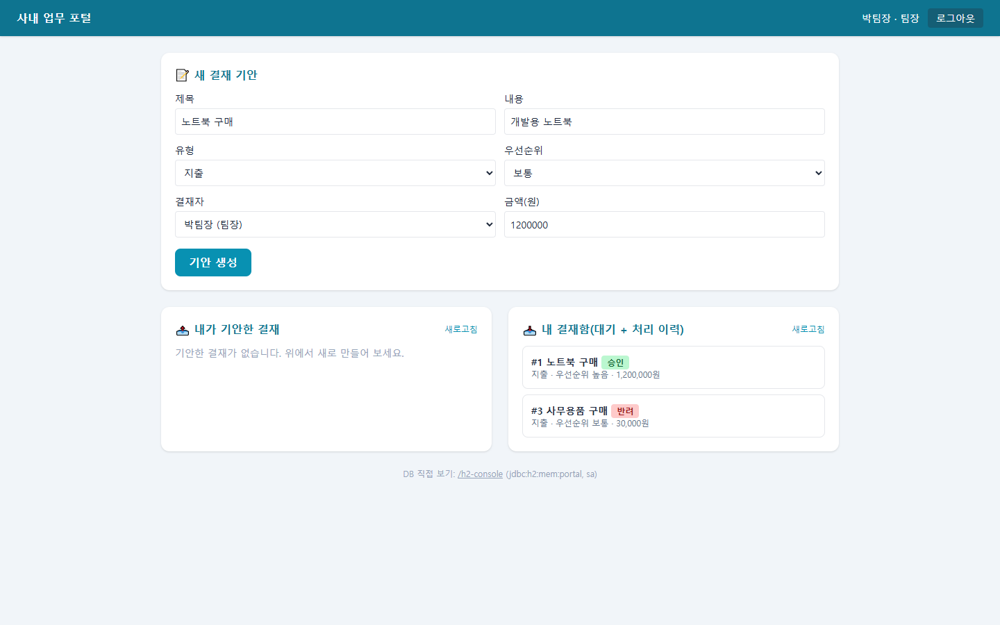 사내 업무 포털
박팀장 · 팀장
로그아웃
📝 새 결재 기안
제목
내용
노트북 구매
개발용 노트북
유형
우선순위
지출
보통
결재자
금액(원)
박팀장 (팀장)
1200000
기안 생성
📤 내가 기안한 결재
새로고침
기안한 결재가 없습니다. 위에서 새로 만들어 보세요.
📥 내 결재함(대기 + 처리 이력)
새로고침
#1 노트북 구매 승인
지출 · 우선순위 높음 · 1,200,000원
#3 사무용품 구매 반려
지출 · 우선순위 보통 · 30,000원
DB 직접 보기: /h2-console (jdbc:h2:mem:portal, sa)